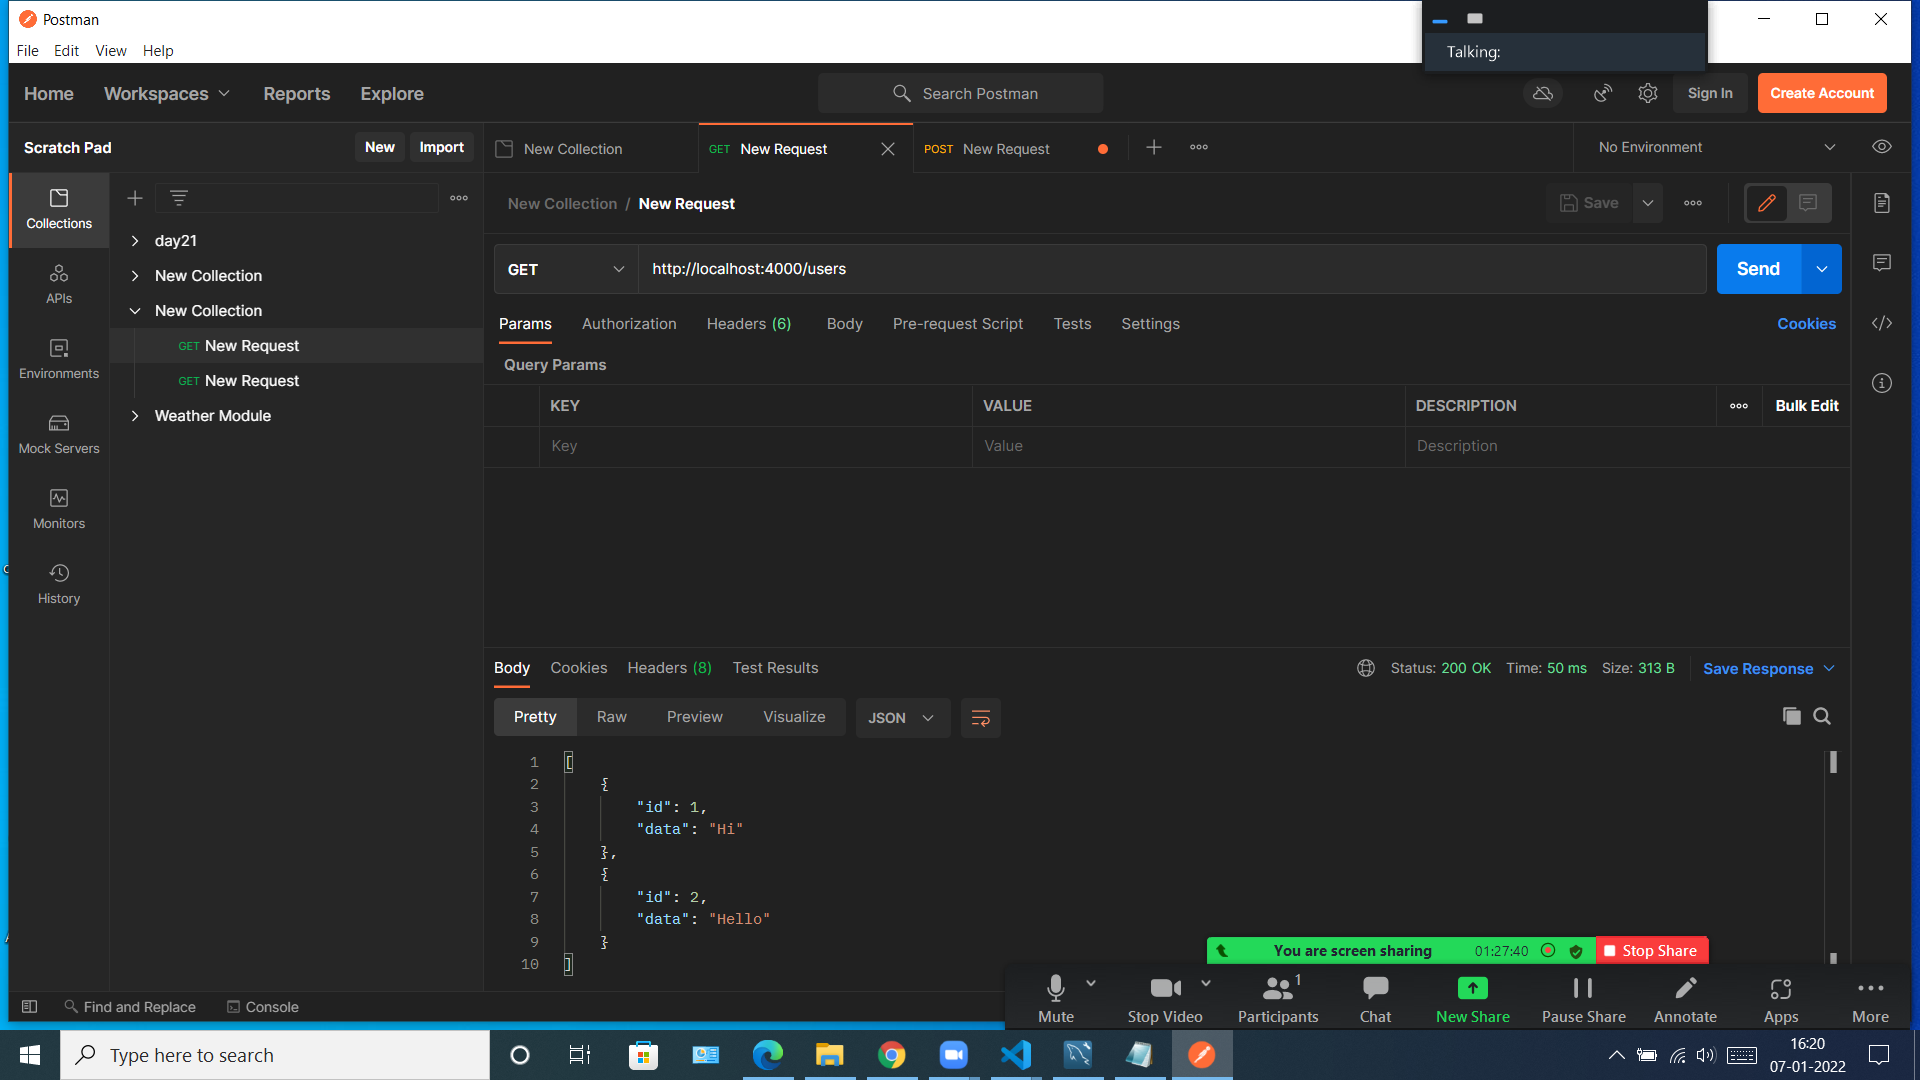 Postman
Talking:
File Edit View Help
Home Workspaces Reports Explore
Search Postman
Sign In Create Account
Scratch Pad New Import
New Collection
GET New Request
POST New Request
No Environment
Collections
APIs
Environments
Mock Servers
Monitors
History
day21
New Collection
New Collection
GET New Request
GET New Request
Weather Module
New Collection / New Request
Save
GET http://localhost:4000/users
Send
Params Authorization Headers (6) Body Pre-request Script Tests Settings Cookies
Query Params
KEY VALUE DESCRIPTION Bulk Edit
Key Value Description
Body Cookies Headers (8) Test Results
Status: 200 OK Time: 50 ms Size: 313 B Save Response
Pretty Raw Preview Visualize JSON
1 [
2 {
3 "id": 1,
4 "data": "Hi"
5 },
6 {
7 "id": 2,
8 "data": "Hello"
9 }
10 ]
You are screen sharing 01:27:40 Stop Share
1
Mute Stop Video Participants Chat New Share Pause Share Annotate Apps More
Find and Replace Console
Type here to search
16:20
07-01-2022